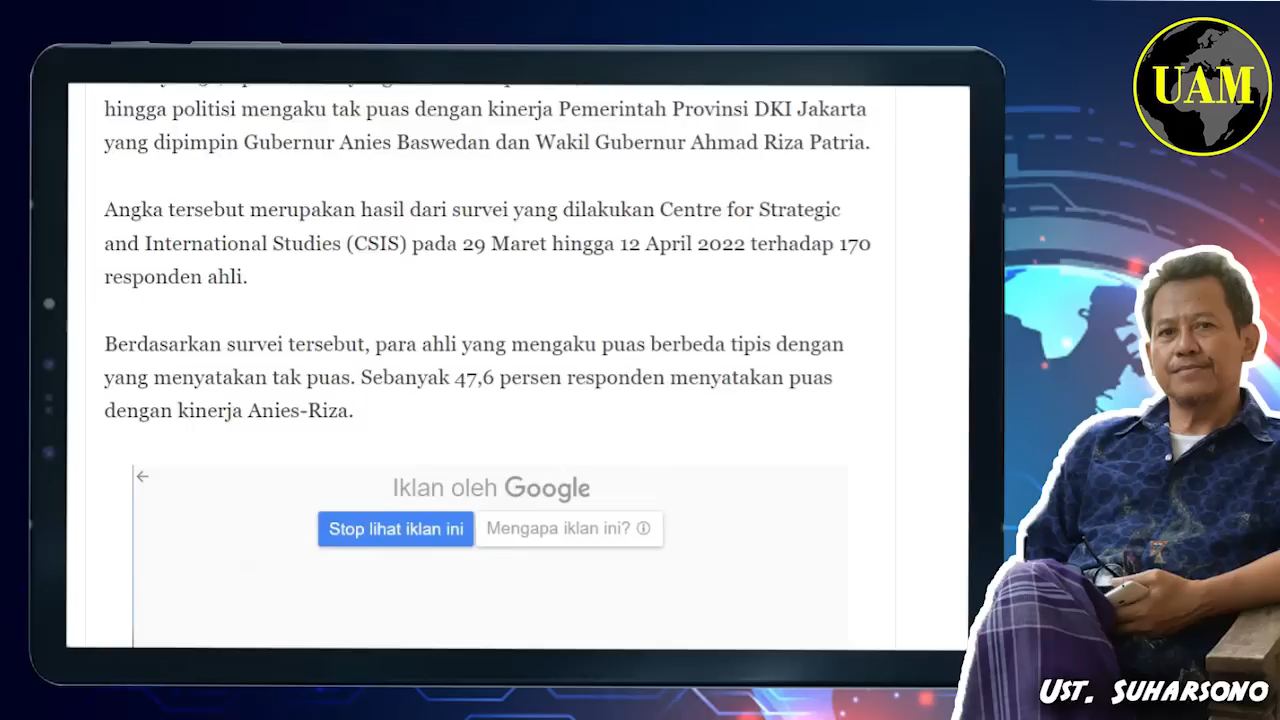 hingga politisi mengaku tak puas dengan kinerja Pemerintah Provinsi DKI Jakarta
yang dipimpin Gubernur Anies Baswedan dan Wakil Gubernur Ahmad Riza Patria.
Angka tersebut merupakan hasil dari survei yang dilakukan Centre for Strategic
and International Studies (CSIS) pada 29 Maret hingga 12 April 2022 terhadap 170
responden ahli.
Berdasarkan survei tersebut, para ahli yang mengaku puas berbeda tipis dengan
yang menyatakan tak puas. Sebanyak 47,6 persen responden menyatakan puas
dengan kinerja Anies-Riza.
Iklan oleh Google
Stop lihat iklan ini
Mengapa iklan ini?
UAM
UST. SUHARSONO